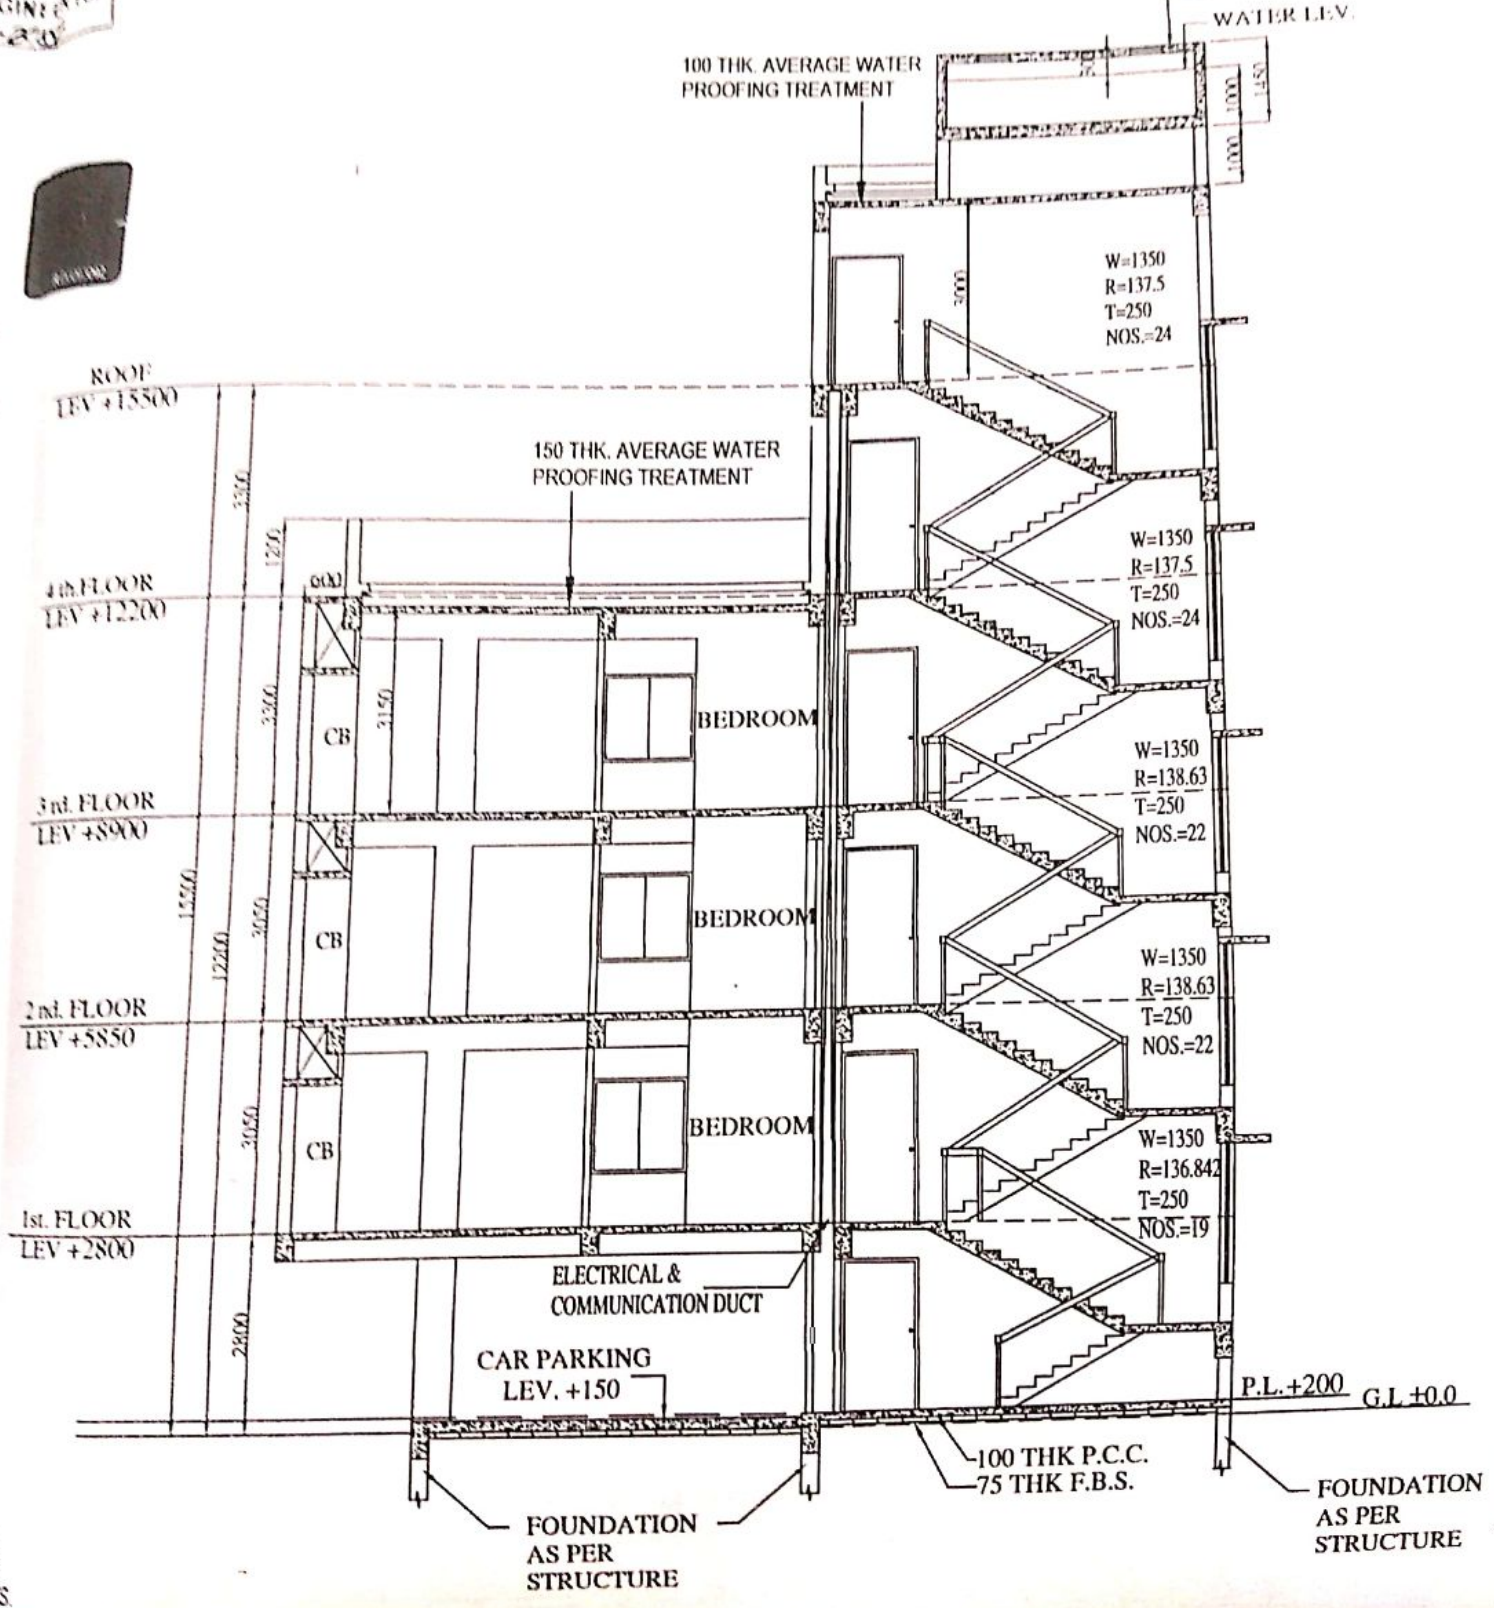 WATER LEV.
100 THK. AVERAGE WATER
PROOFING TREATMENT
1000
1450
1000
W=1350
R=137.5
T=250
NOS.=24
3000
ROOF
LEV +15500
150 THK. AVERAGE WATER
PROOFING TREATMENT
3300
1200
W=1350
R=137.5
T=250
NOS.=24
600
4th.FLOOR
LEV +12200
3300
3150
CB
BEDROOM
W=1350
R=138.63
T=250
NOS.=22
3rd. FLOOR
LEV +8900
15500
12200
3050
CB
BEDROOM
W=1350
R=138.63
T=250
NOS.=22
2nd. FLOOR
LEV +5850
3050
CB
BEDROOM
W=1350
R=136.842
T=250
NOS.=19
1st. FLOOR
LEV +2800
2800
ELECTRICAL &
COMMUNICATION DUCT
CAR PARKING
LEV. +150
P.L.+200
G.L ±0.0
100 THK P.C.C.
75 THK F.B.S.
FOUNDATION
AS PER
STRUCTURE
FOUNDATION
AS PER
STRUCTURE